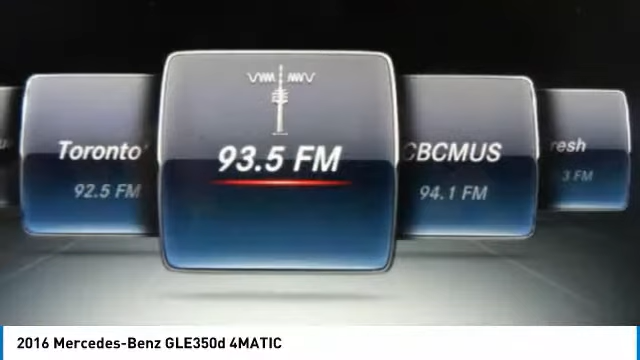 Toronto'
92.5 FM
93.5 FM
CBCMUS
94.1 FM
resh
3 FM
2016 Mercedes-Benz GLE350d 4MATIC